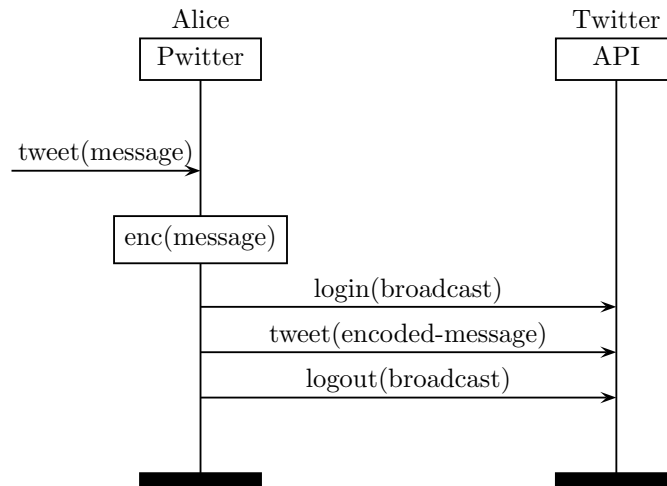 Alice
Twitter
Pwitter
API
tweet(message)
enc(message)
login(broadcast)
tweet(encoded-message)
logout(broadcast)